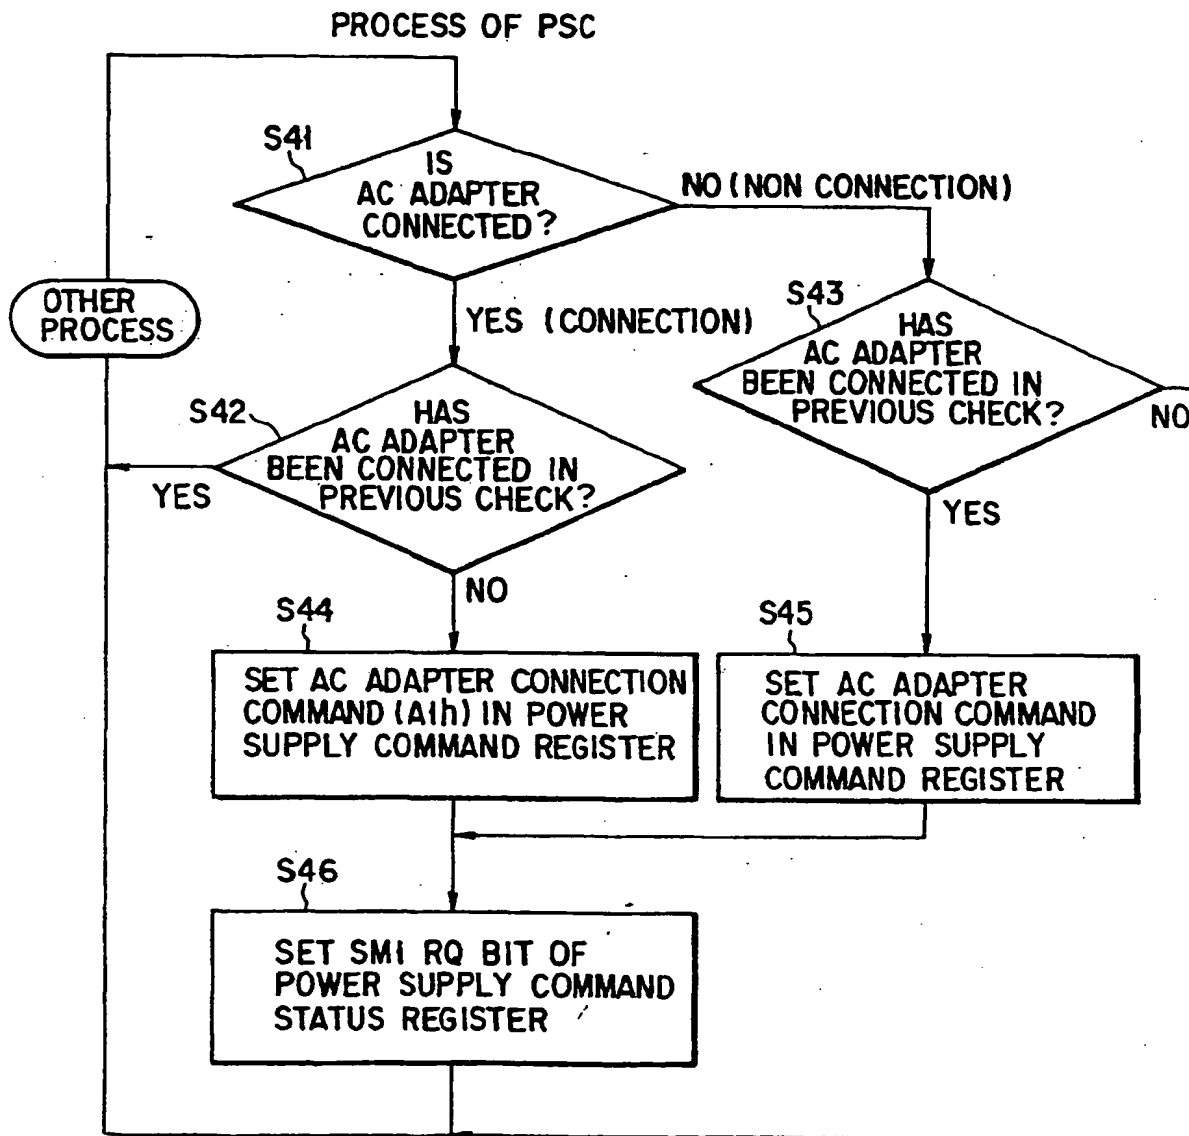 PROCESS OF PSC
S41
IS
AC ADAPTER
CONNECTED?
NO (NON CONNECTION)
OTHER
PROCESS
YES (CONNECTION)
S43
HAS
AC ADAPTER
BEEN CONNECTED IN
PREVIOUS CHECK?
NO
S42
HAS
AC ADAPTER
BEEN CONNECTED IN
PREVIOUS CHECK?
YES
YES
NO
S44
SET AC ADAPTER CONNECTION
COMMAND (A1h) IN POWER
SUPPLY COMMAND REGISTER
S45
SET AC ADAPTER
CONNECTION COMMAND
IN POWER SUPPLY
COMMAND REGISTER
S46
SET SMI RQ BIT OF
POWER SUPPLY COMMAND
STATUS REGISTER